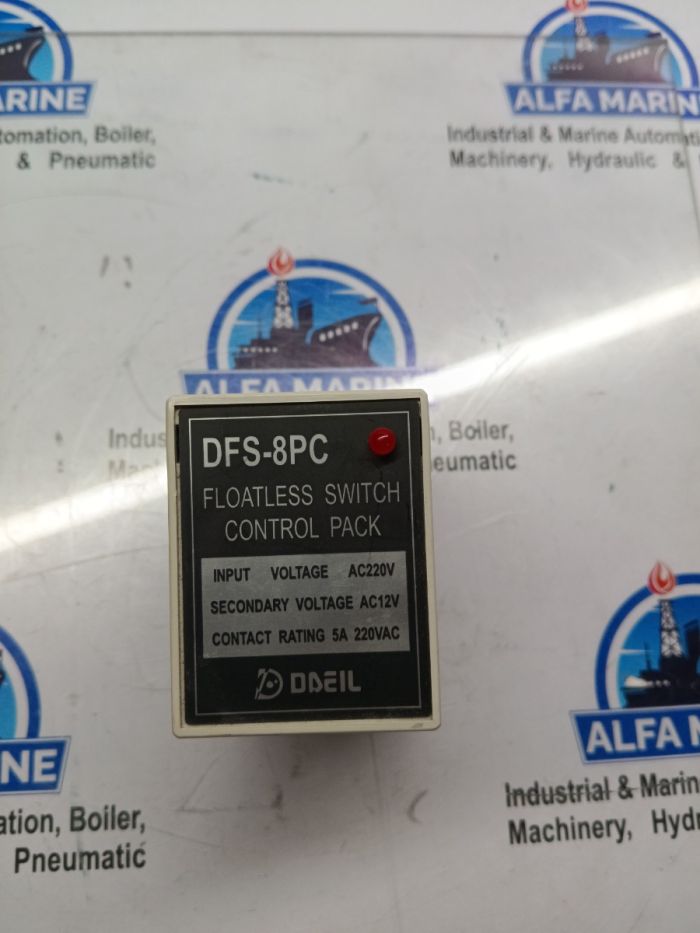 ARINE
tomation, Boiler,
& Pneumatic
ALFA MARIN
Industrial & Marine Automati
Machinery, Hydraulic &
ALFA MARINE
Indus
, Boiler,
eumatic
DFS-8PC
FLOATLESS SWITCH
CONTROL PACK
INPUT VOLTAGE AC220V
SECONDARY VOLTAGE AC12V
CONTACT RATING 5A 220VAC
DAEIL
NE
ation, Boiler,
Pneumatic
ALFA M
Industrial & Marin
Machinery, Hydr